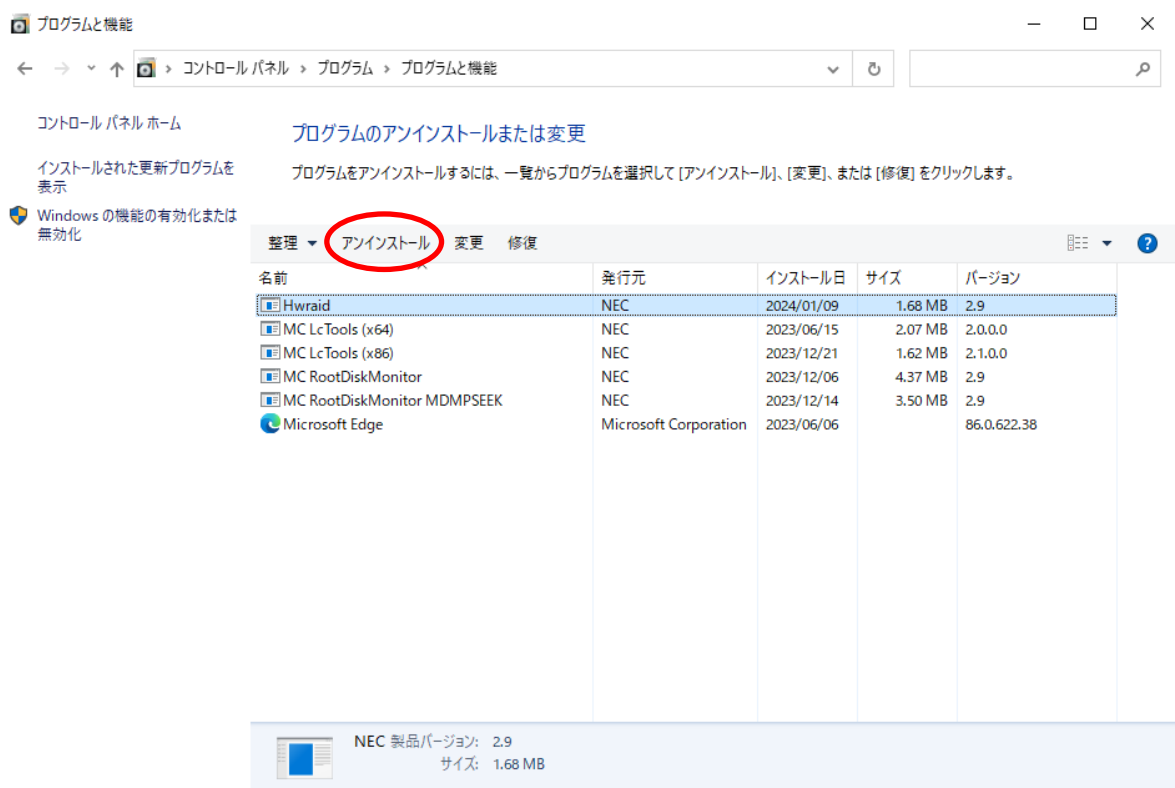 プログラムと機能
コントロール パネル › プログラム › プログラムと機能
コントロール パネル ホーム
インストールされた更新プログラムを
表示
Windows の機能の有効化または
無効化
プログラムのアンインストールまたは変更
プログラムをアンインストールするには、一覧からプログラムを選択して [アンインストール]、[変更]、または [修復] をクリックします。
整理 アンインストール 変更 修復
名前 発行元 インストール日 サイズ バージョン
Hwraid NEC 2024/01/09 1.68 MB 2.9
MC LcTools (x64) NEC 2023/06/15 2.07 MB 2.0.0.0
MC LcTools (x86) NEC 2023/12/21 1.62 MB 2.1.0.0
MC RootDiskMonitor NEC 2023/12/06 4.37 MB 2.9
MC RootDiskMonitor MDMPSEEK NEC 2023/12/14 3.50 MB 2.9
Microsoft Edge Microsoft Corporation 2023/06/06 86.0.622.38
NEC 製品バージョン: 2.9
サイズ: 1.68 MB